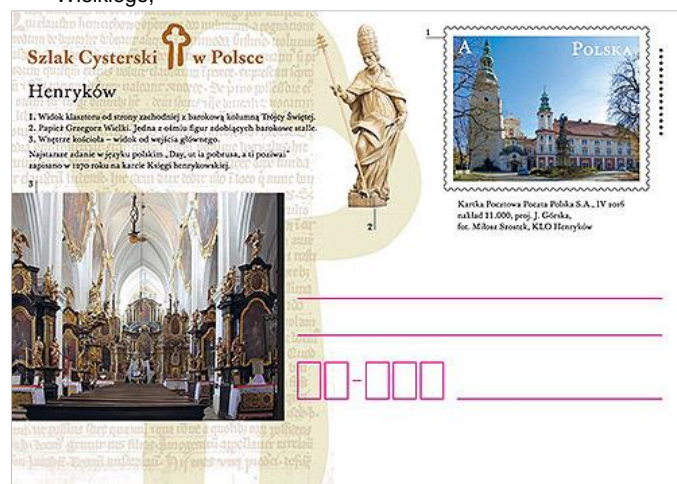 Wielkiego,
Szlak Cysterski w Polsce
Henryków
1. Widok klasztoru od strony zachodniej z barokową kolumną Trójcy Świętej.
2. Papież Grzegorz Wielki. Jedna z ośmiu figur zdobiących barokowe stalle.
3. Wnętrze kościoła – widok od wejścia głównego.
Najstarsze zdanie w języku polskim „Day, ut ia pobrusa, a ti poziwai”
zapisano w 1270 roku na karcie Księgi henrykowskiej.
3
2
1
A POLSKA
Kartka Pocztowa Poczta Polska S.A., IV 2016
nakład 11.000, proj. J. Górska,
fot. Miłosz Szostek, KLO Henryków